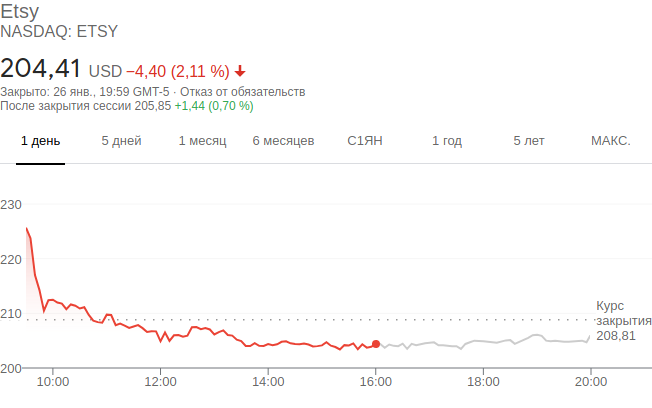 Etsy
NASDAQ: ETSY
204,41 USD −4,40 (2,11 %)
Закрыто: 26 янв., 19:59 GMT-5 · Отказ от обязательств
После закрытия сессии 205,85 +1,44 (0,70 %)
1 день 5 дней 1 месяц 6 месяцев С1ЯН 1 год 5 лет МАКС.
230
220
210
Курс
закрытия
208,81
200
10:00 12:00 14:00 16:00 18:00 20:00